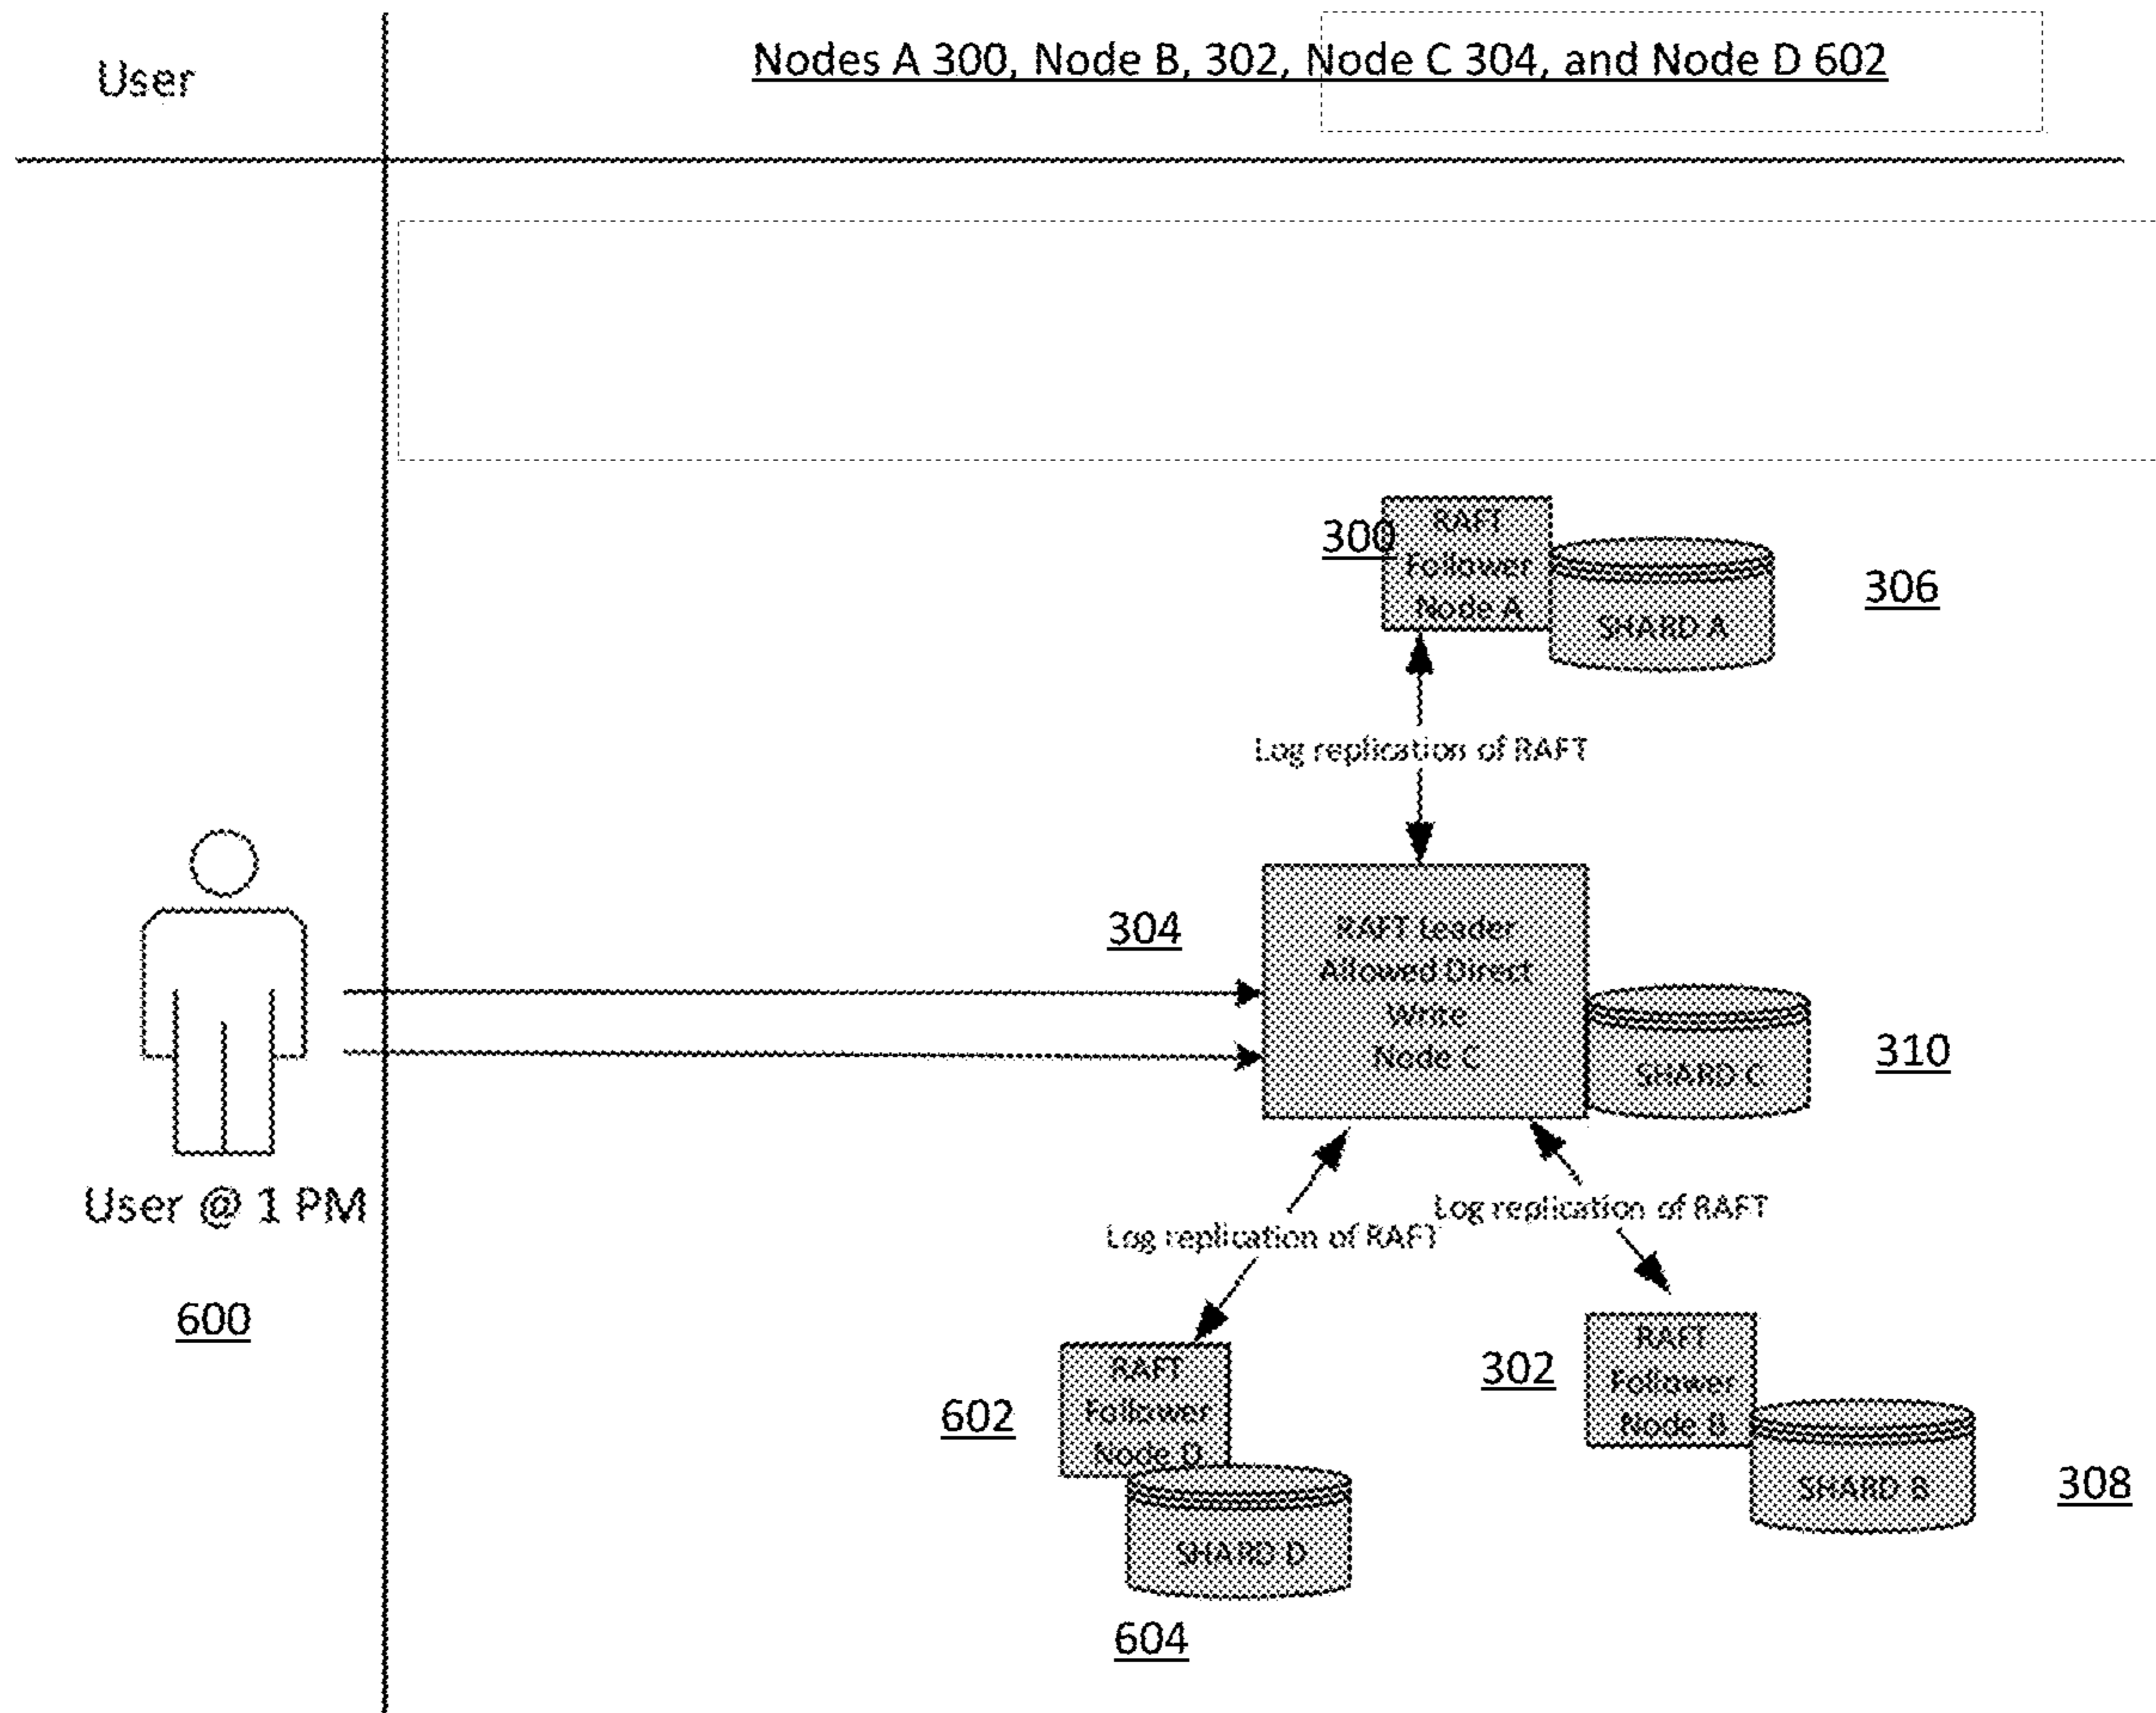 User
Nodes A 300, Node B, 302, Node C 304, and Node D 602
300
RAFT
Follower
Node A
SHARD A
306
Log replication of RAFT
304
RAFT Leader
Allowed Direct
Write
Node C
SHARD C
310
User @ 1 PM
600
Log replication of RAFT
Log replication of RAFT
602
RAFT
Follower
Node D
SHARD D
604
302
RAFT
Follower
Node B
SHARD B
308